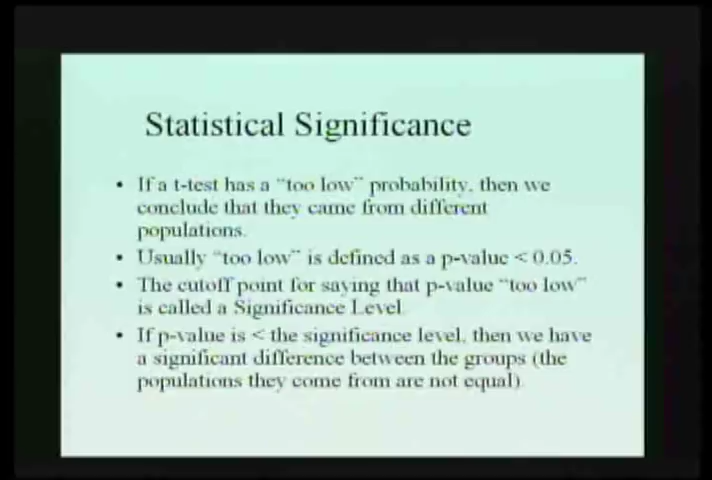 Statistical Significance
• If a t-test has a "too low" probability, then we
conclude that they came from different
populations.
• Usually "too low" is defined as a p-value < 0.05.
• The cutoff point for saying that p-value "too low"
is called a Significance Level
• If p-value is < the significance level, then we have
a significant difference between the groups (the
populations they come from are not equal)